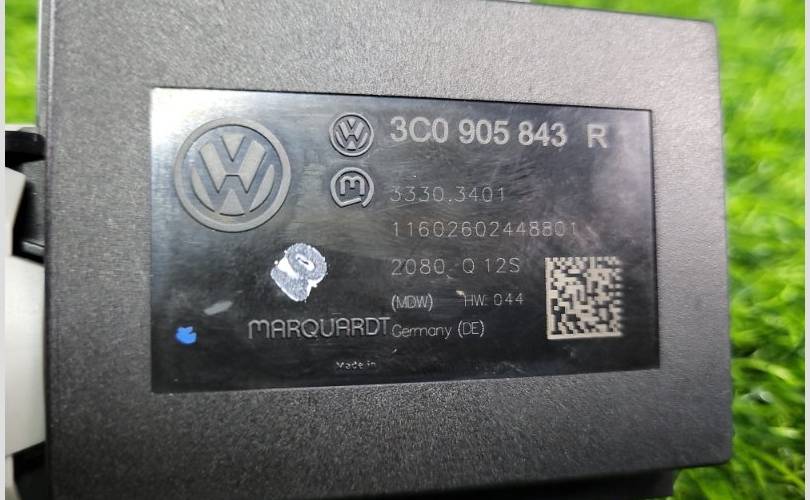 3C0 905 843 R
3330.3401
11602602448801
2080. Q 12S
(MDW) HW: 044
MARQUARDT Germany (DE)
Made in